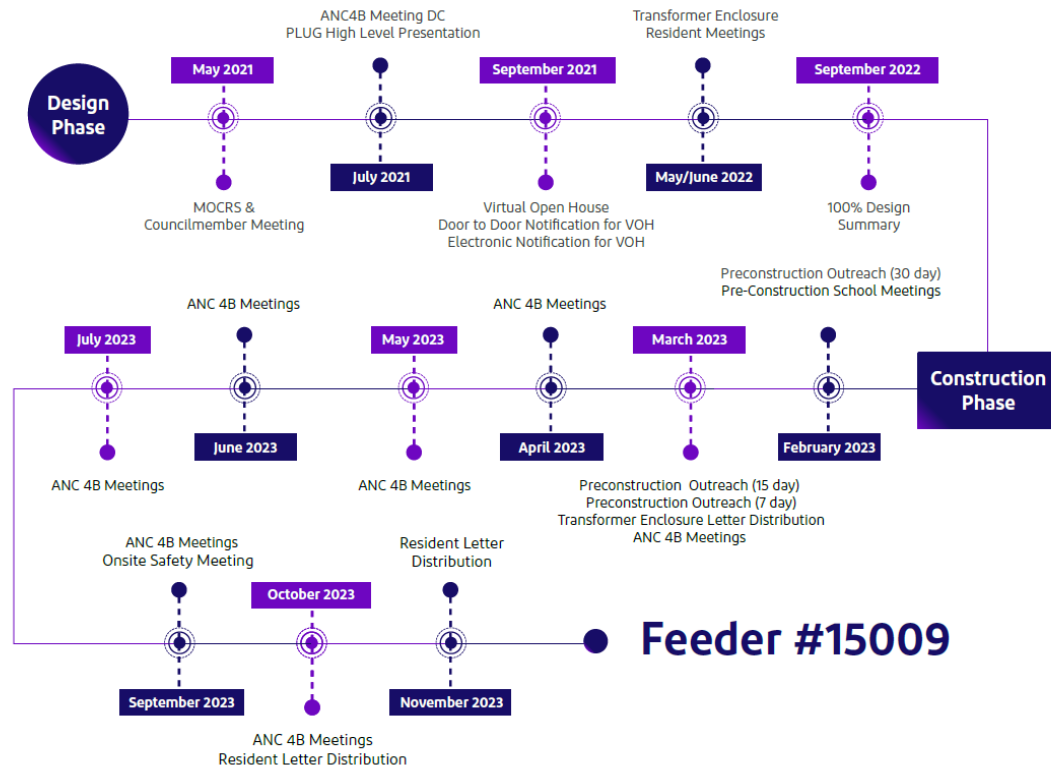 Design
Phase
May 2021
MOCRS &
Councilmember Meeting
ANC4B Meeting DC
PLUG High Level Presentation
July 2021
September 2021
Virtual Open House
Door to Door Notification for VOH
Electronic Notification for VOH
Transformer Enclosure
Resident Meetings
May/June 2022
September 2022
100% Design
Summary
Construction
Phase
Preconstruction Outreach (30 day)
Pre-Construction School Meetings
February 2023
March 2023
Preconstruction Outreach (15 day)
Preconstruction Outreach (7 day)
Transformer Enclosure Letter Distribution
ANC 4B Meetings
ANC 4B Meetings
April 2023
May 2023
ANC 4B Meetings
ANC 4B Meetings
June 2023
July 2023
ANC 4B Meetings
ANC 4B Meetings
Onsite Safety Meeting
September 2023
October 2023
ANC 4B Meetings
Resident Letter Distribution
Resident Letter
Distribution
November 2023
Feeder #15009